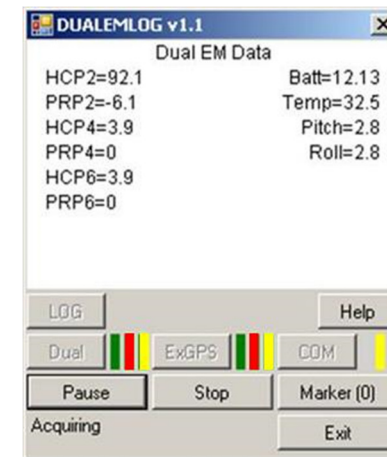 DUALEMLOG v1.1
Dual EM Data
HCP2=92.1 Batt=12.13
PRP2=-6.1 Temp=32.5
HCP4=3.9 Pitch=2.8
PRP4=0 Roll=2.8
HCP6=3.9
PRP6=0
LOG Help
Dual ExGPS COM
Pause Stop Marker (0)
Acquiring Exit